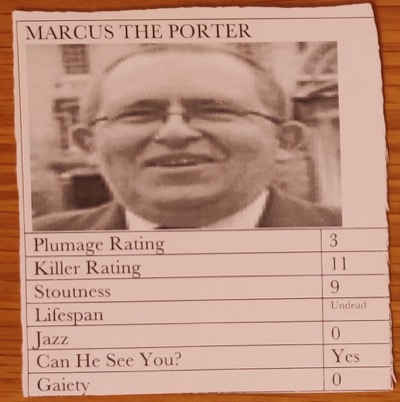 MARCUS THE PORTER
Plumage Rating 3
Killer Rating 11
Stoutness 9
Lifespan Undead
Jazz 0
Can He See You? Yes
Gaiety 0